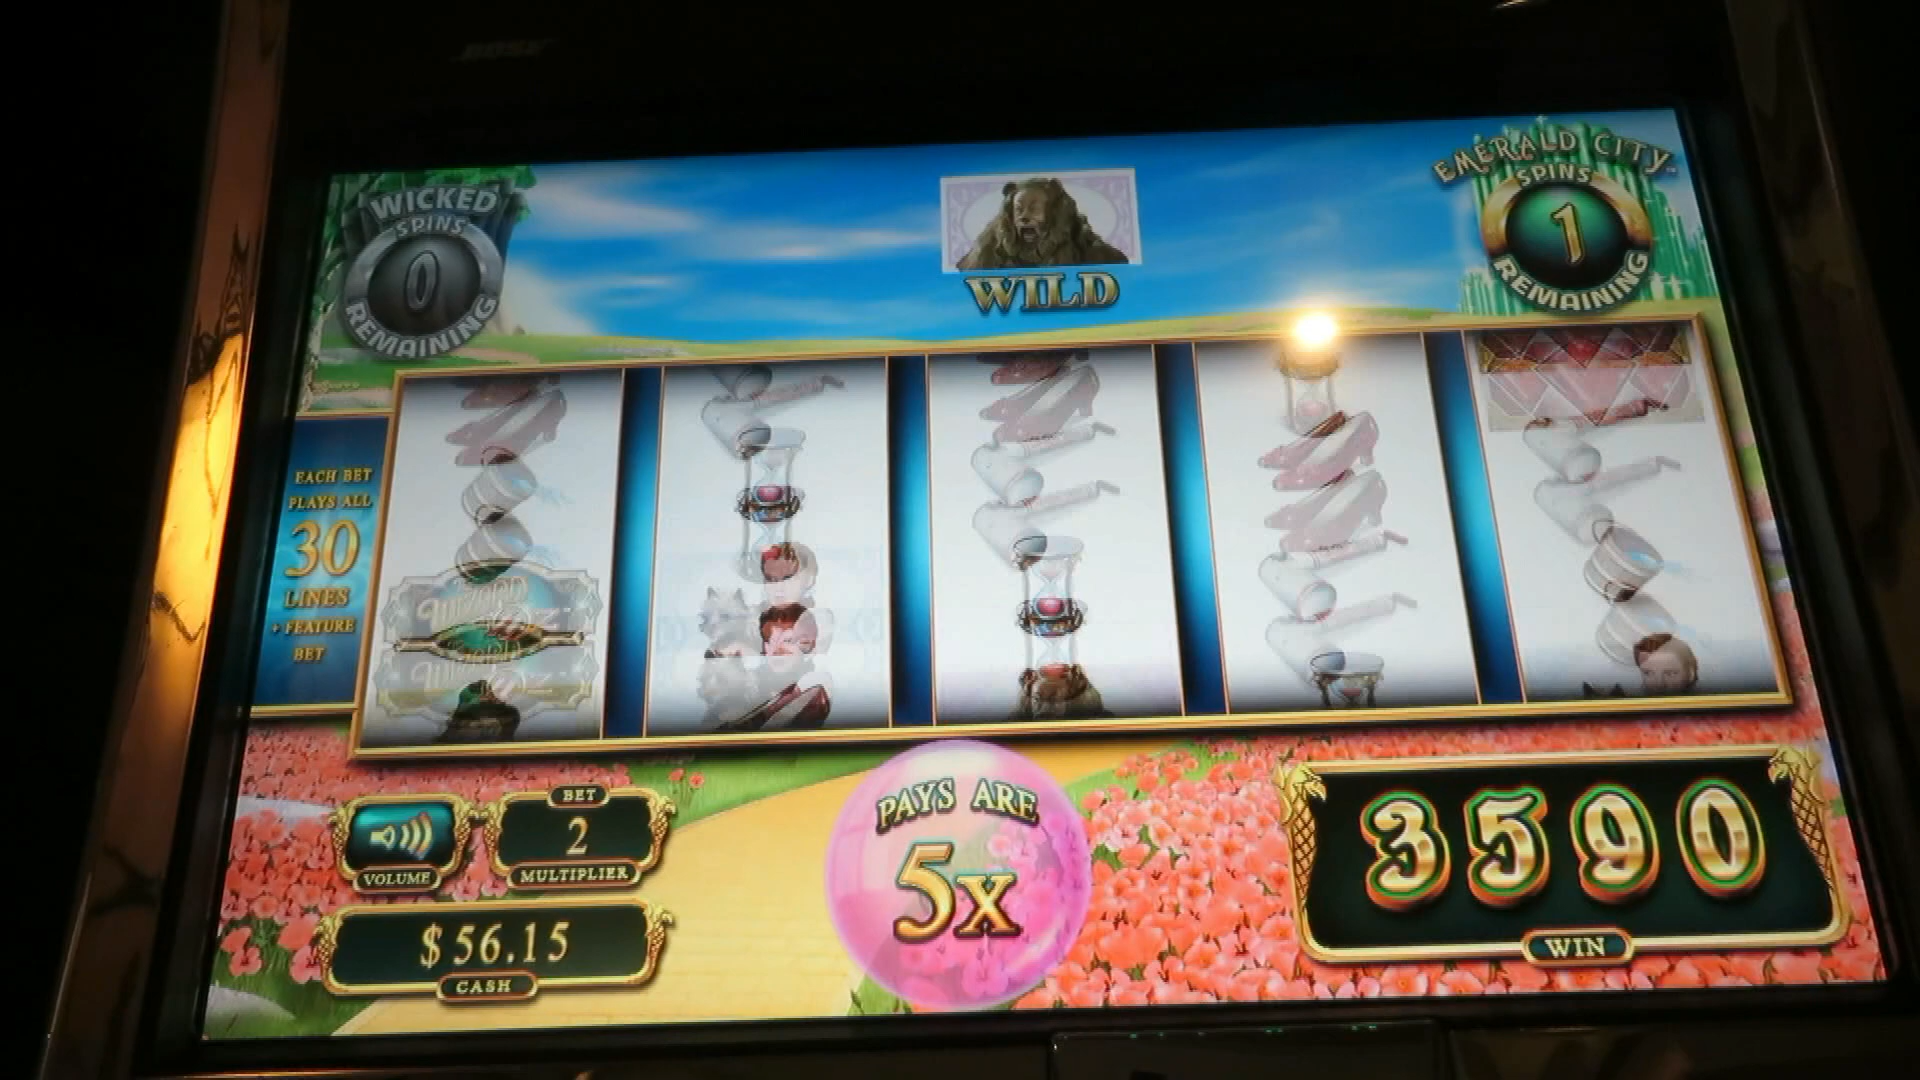 WICKED
SPINS
0
REMAINING
WILD
EMERALD CITY™
SPINS
1
REMAINING
EACH BET
PLAYS ALL
30
LINES
+ FEATURE
BET
VOLUME
BET
2
MULTIPLIER
$56.15
CASH
PAYS ARE
5x
3590
WIN